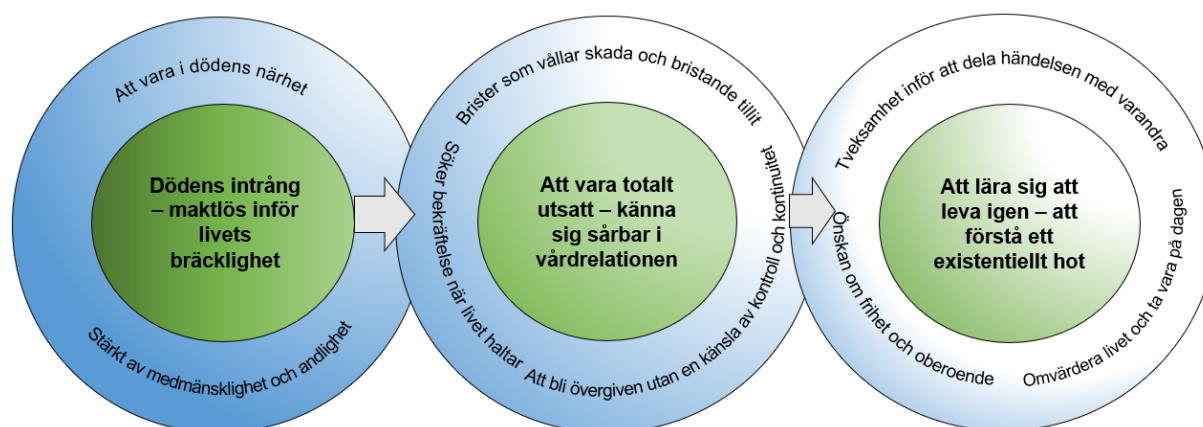 Att vara i dödens närhet
Dödens intrång
– maktlös inför
livets
bräcklighet
Stärkt av medmänsklighet och andlighet
Brister som vållar skada och bristande tillit
Söker bekräftelse när livet haltar
Att vara totalt
utsatt – känna
sig sårbar i
vårdrelationen
Att bli övergiven utan en känsla av kontroll och kontinuitet
Tveksamhet inför att dela händelsen med varandra
Önskan om frihet och oberoende
Att lära sig att
leva igen – att
förstå ett
existentiellt hot
Omvärdera livet och ta vara på dagen